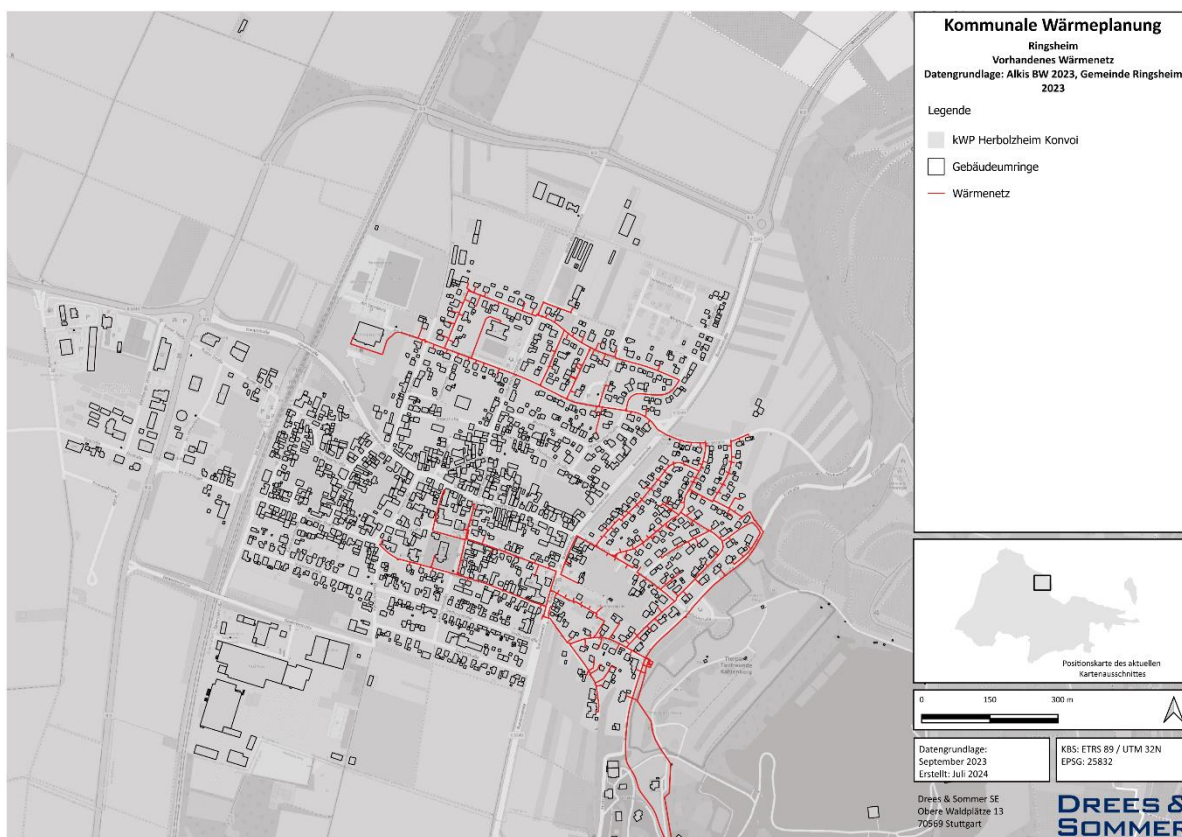 Kommunale Wärmeplanung
Ringsheim
Vorhandenes Wärmenetz
Datengrundlage: Alkis BW 2023, Gemeinde Ringsheim
2023
Legende
kWP Herbolzheim Konvoi
Gebäudeumringe
Wärmenetz
Positionskarte des aktuellen
Kartenausschnittes
0 150 300 m
Datengrundlage:
September 2023
Erstellt: Juli 2024
KBS: ETRS 89 / UTM 32N
EPSG: 25832
Drees & Sommer SE
Obere Waldplätze 13
70569 Stuttgart
DREES &
SOMMER